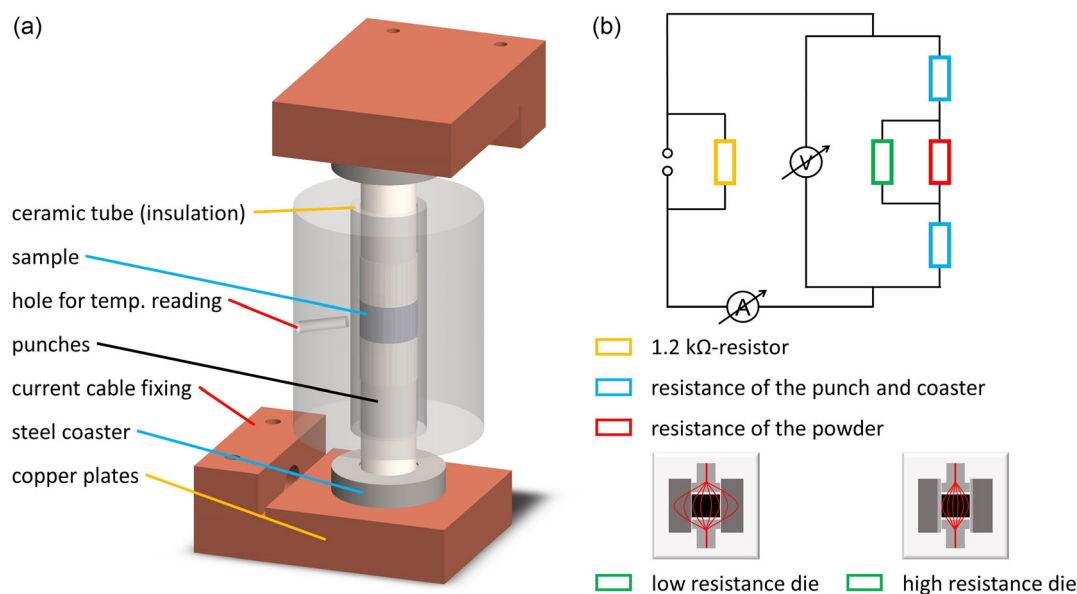 (a)
ceramic tube (insulation)
sample
hole for temp. reading
punches
current cable fixing
steel coaster
copper plates
(b)
V
A
1.2 kΩ-resistor
resistance of the punch and coaster
resistance of the powder
low resistance die
high resistance die